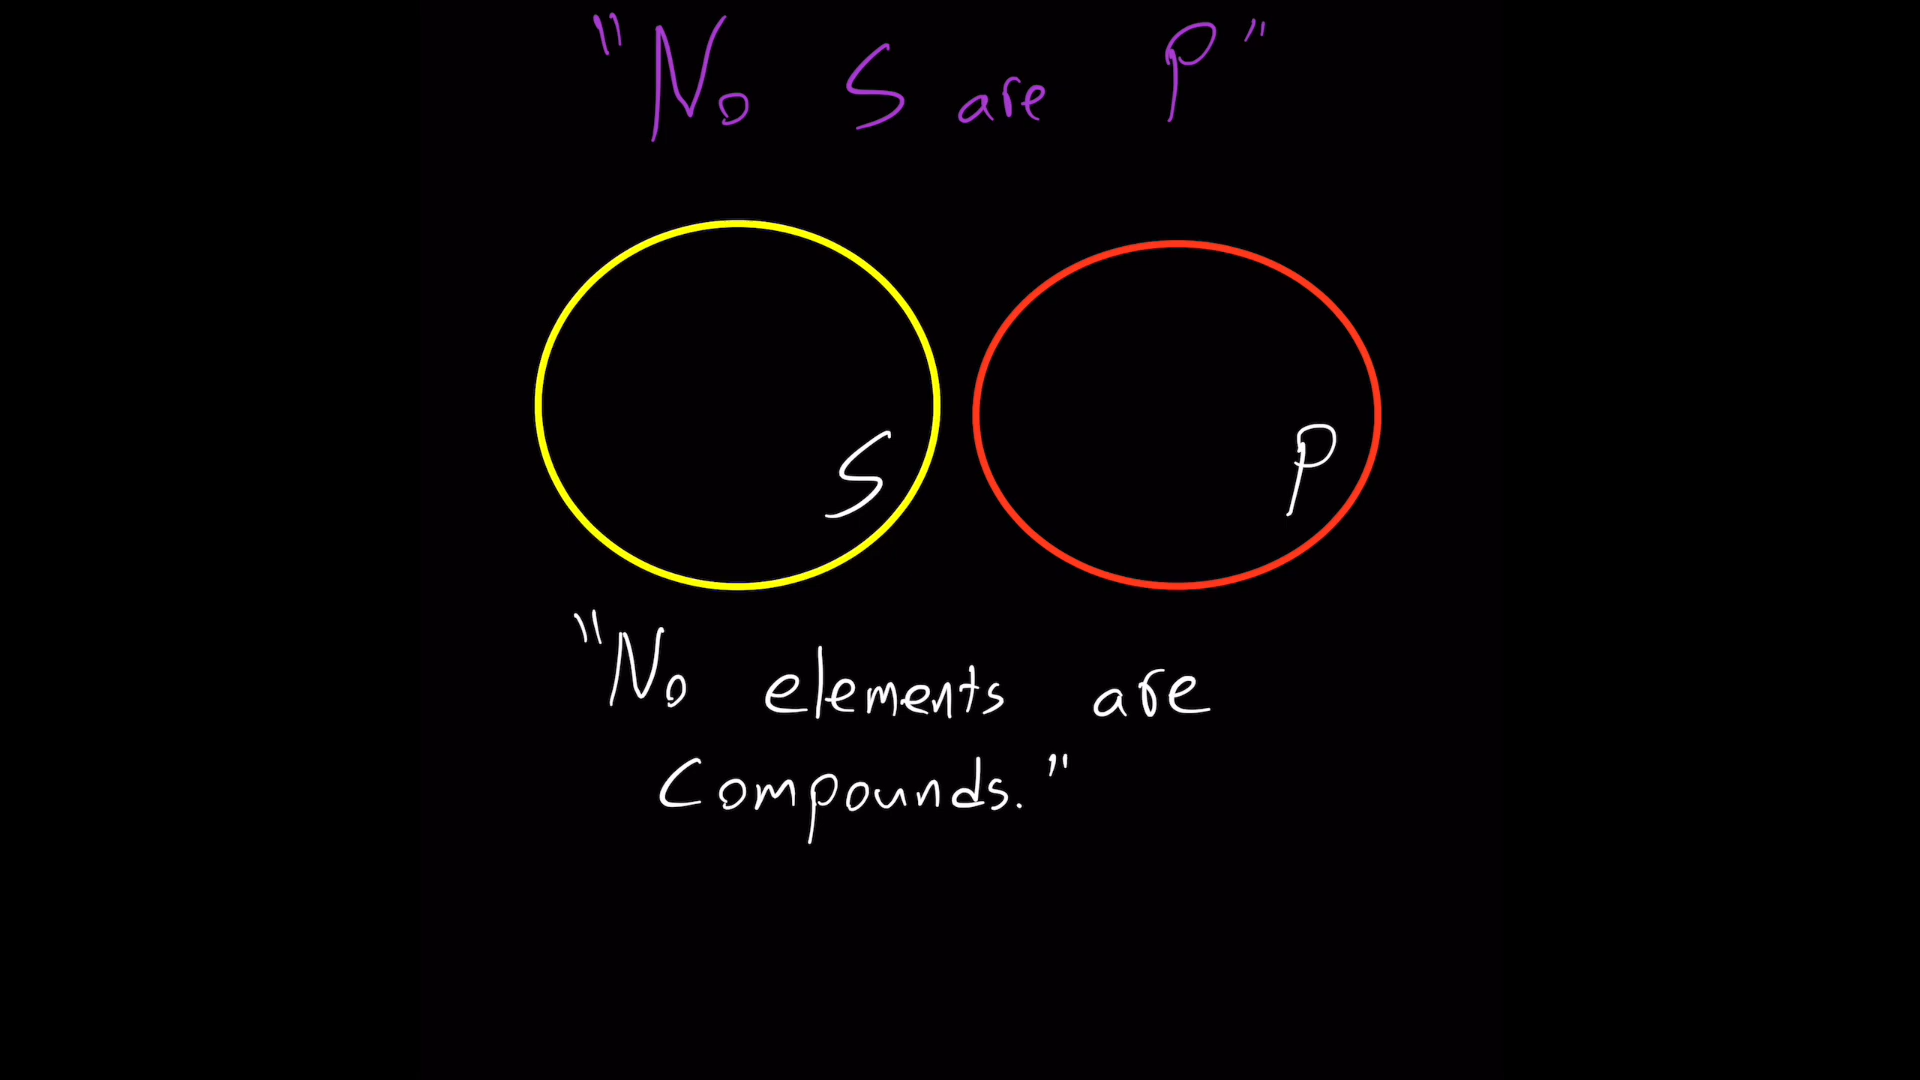 "No S are P"
S P
"No elements are
Compounds."